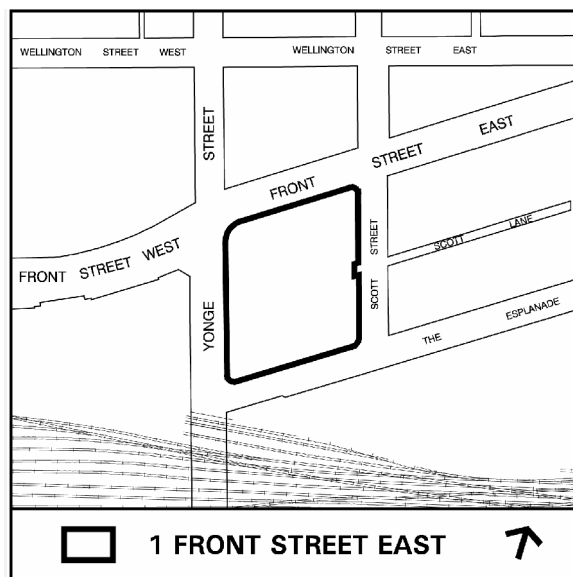 WELLINGTON STREET WEST
WELLINGTON STREET EAST
YONGE STREET
FRONT STREET EAST
FRONT STREET WEST
SCOTT STREET
SCOTT LANE
THE ESPLANADE
1 FRONT STREET EAST